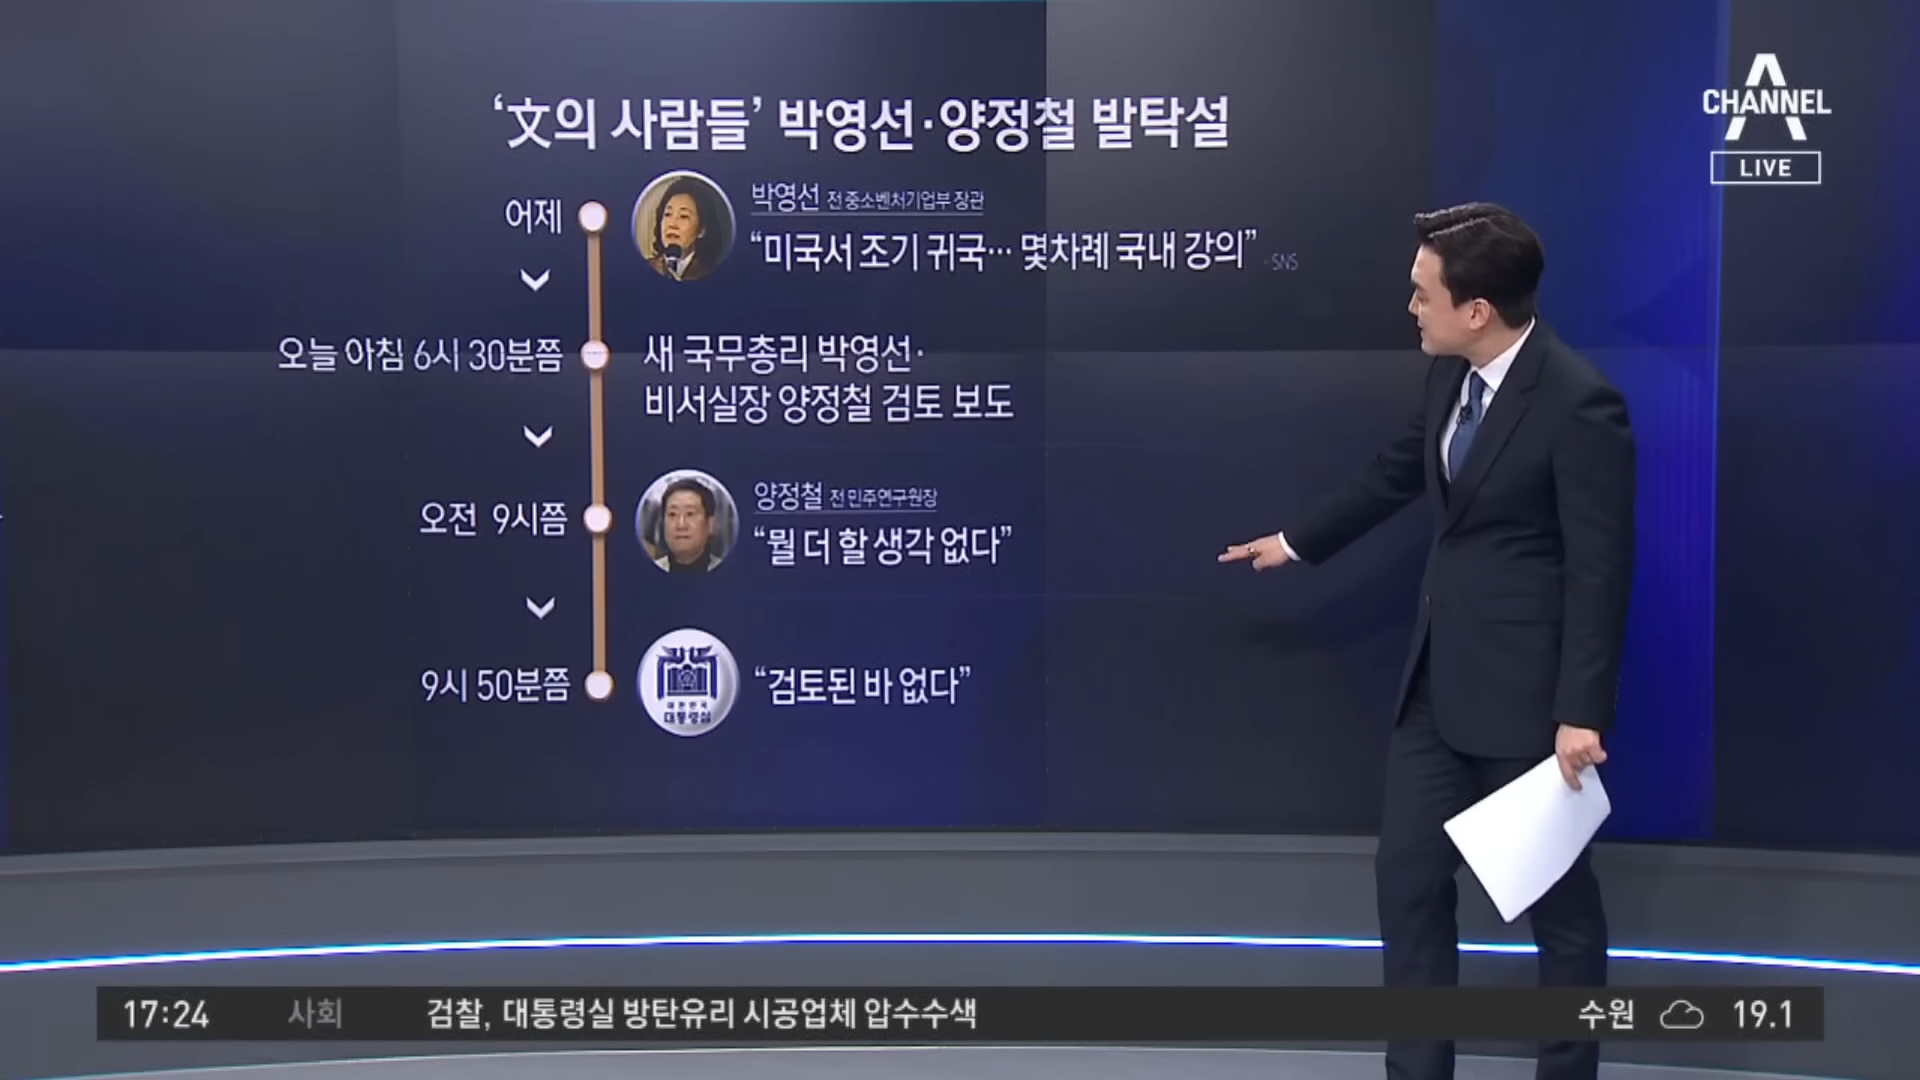 ‘文의 사람들’ 박영선·양정철 발탁설
CHANNEL A
LIVE
어제
박영선 전 중소벤처기업부 장관
“미국서 조기 귀국… 몇차례 국내 강의” - SNS
오늘 아침 6시 30분쯤
새 국무총리 박영선·
비서실장 양정철 검토 보도
오전 9시쯤
양정철 전 민주연구원장
“뭘 더 할 생각 없다”
9시 50분쯤
대한민국
대통령실
“검토된 바 없다”
17:24 사회 검찰, 대통령실 방탄유리 시공업체 압수수색 수원 19.1